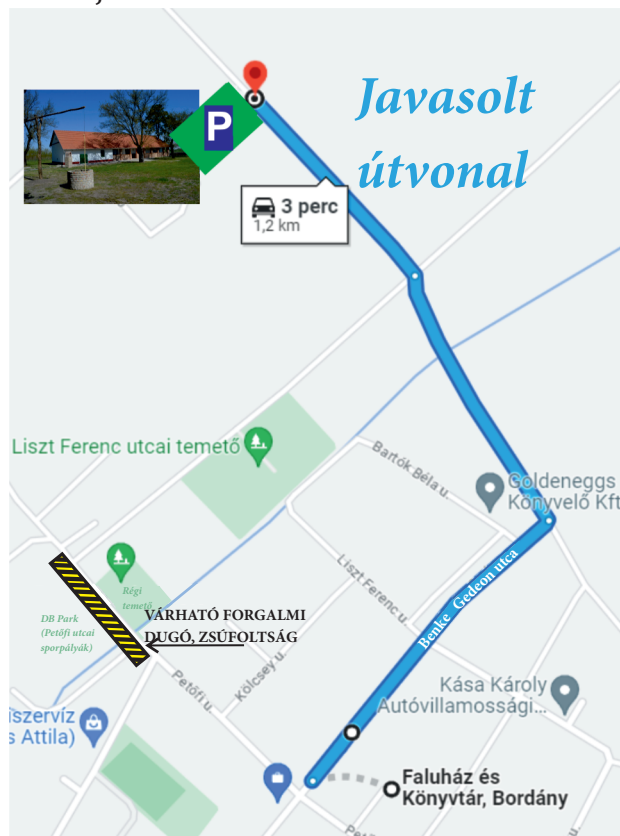 Javasolt
útvonal
P
3 perc
1,2 km
Liszt Ferenc utcai temető
Bartók Béla u.
Goldeneggs
Könyvelő Kft
Liszt Ferenc u.
Benke Gedeon utca
Régi
temető
DB Park
(Petőfi utcai
sporpályák)
VÁRHATÓ FORGALMI
DUGÓ, ZSÚFOLTSÁG
Kölcsey u.
Petőfi u.
Kása Károly
Autóvillamossági...
iszervíz
s Attila)
Faluház és
Könyvtár, Bordány